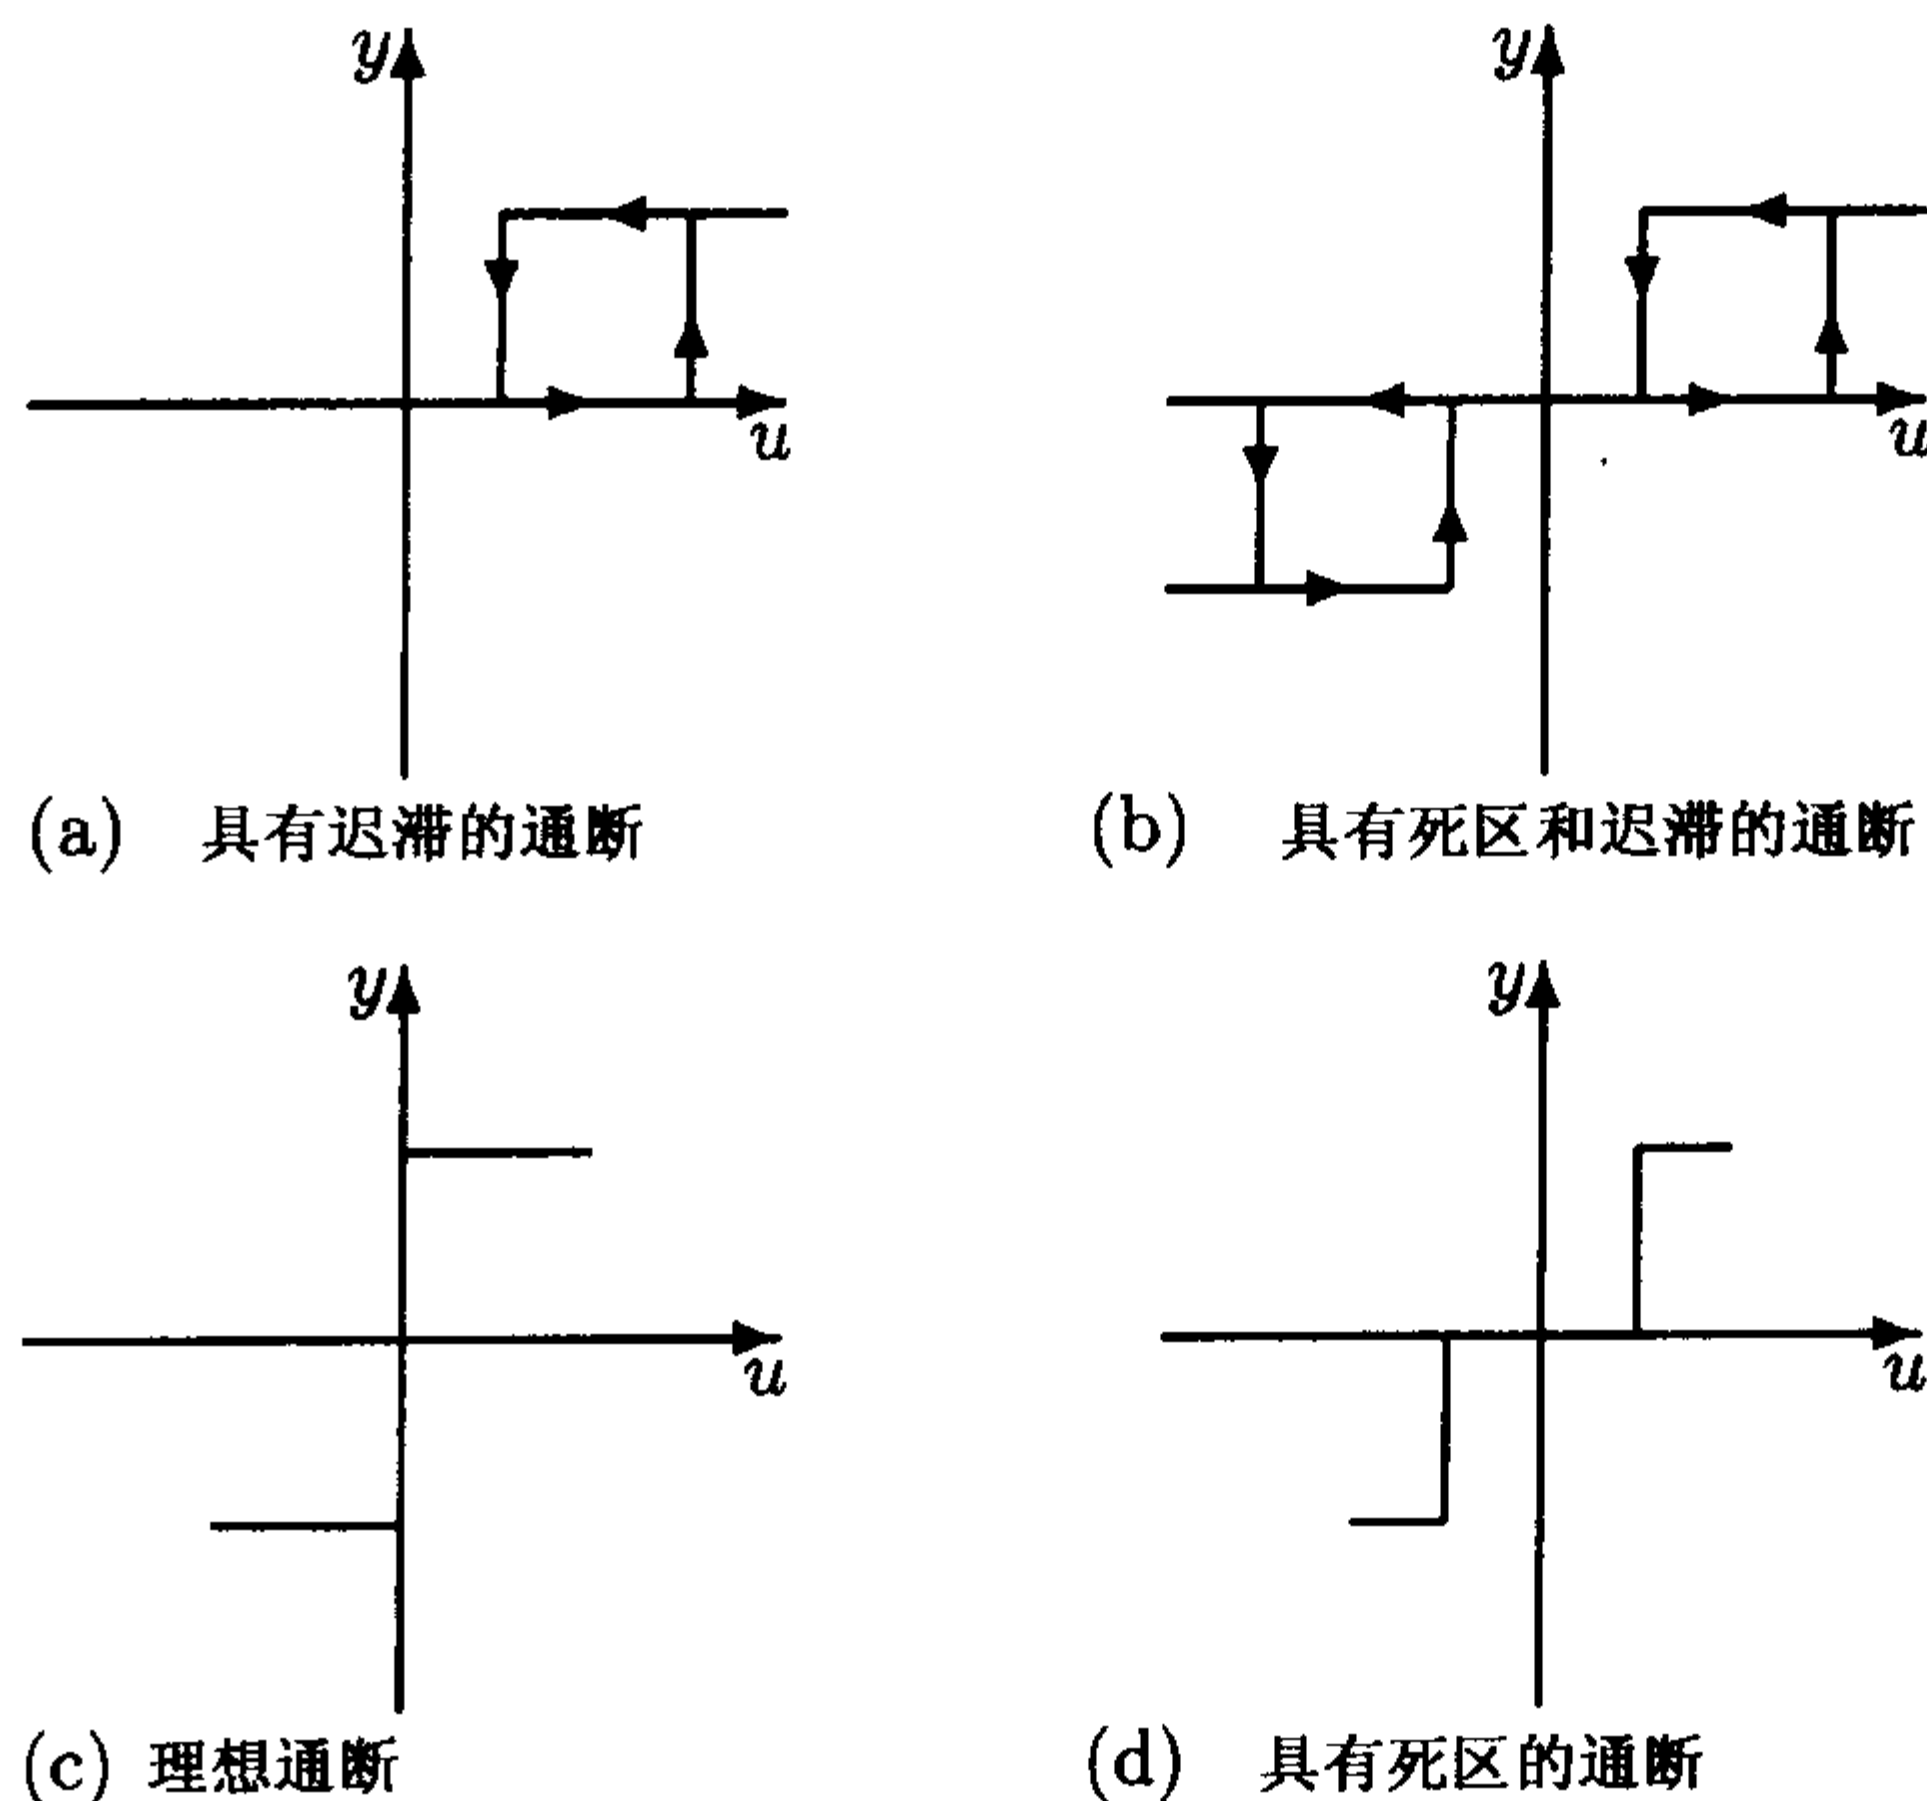 y
u
y
u
(a) 具有迟滞的通断
(b) 具有死区和迟滞的通断
y
u
y
u
(c) 理想通断
(d) 具有死区的通断